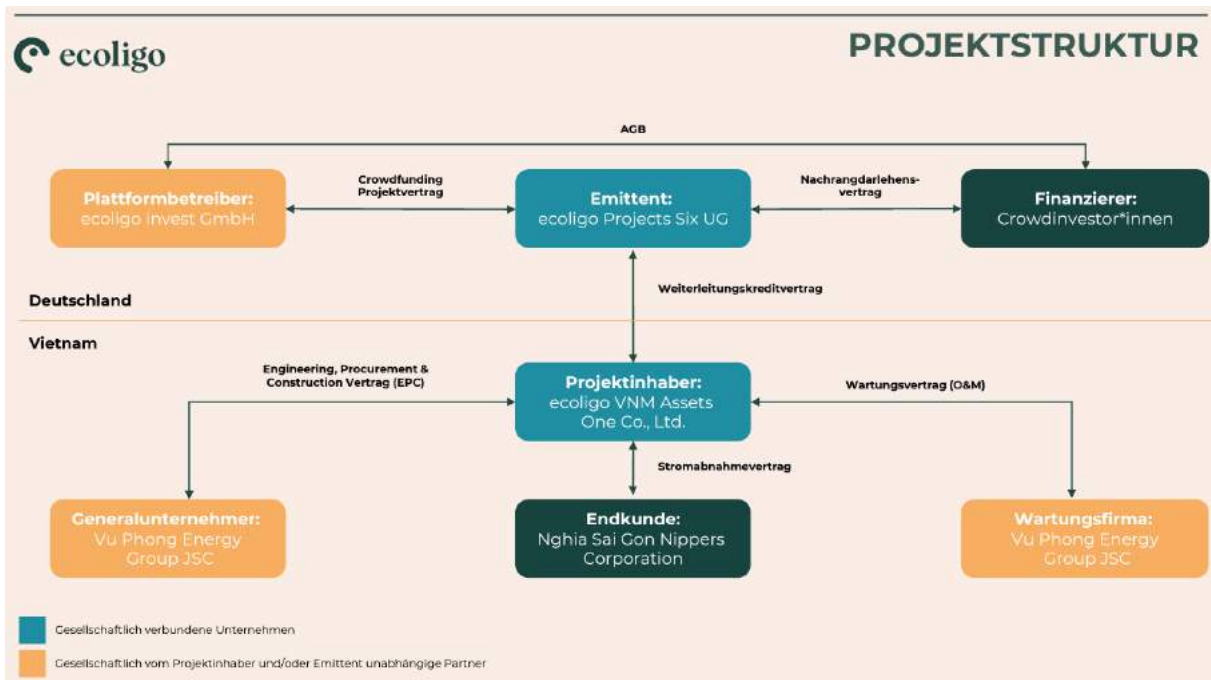 ecoligo
PROJEKTSTRUKTUR
AGB
Plattformbetreiber:
ecoligo invest GmbH
Crowdfunding
Projektvertrag
Emittent:
ecoligo Projects Six UG
Nachrangdarlehens-
vertrag
Finanzierer:
Crowdinvestor*innen
Weiterleitungskreditvertrag
Deutschland
Vietnam
Engineering, Procurement &
Construction Vertrag (EPC)
Projektinhaber:
ecoligo VNM Assets
One Co., Ltd.
Wartungsvertrag (O&M)
Stromabnahmevertrag
Generalunternehmer:
Vu Phong Energy
Group JSC
Endkunde:
Nghia Sai Gon Nippers
Corporation
Wartungsfirma:
Vu Phong Energy
Group JSC
Gesellschaftlich verbundene Unternehmen
Gesellschaftlich vom Projektinhaber und/oder Emittent unabhängige Partner